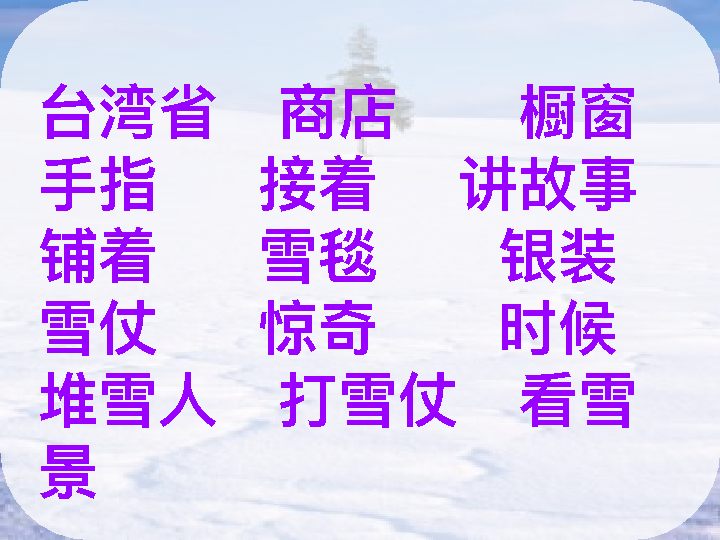 台湾省 商店 橱窗
手指 接着 讲故事
铺着 雪毯 银装
雪仗 惊奇 时候
堆雪人 打雪仗 看雪
景